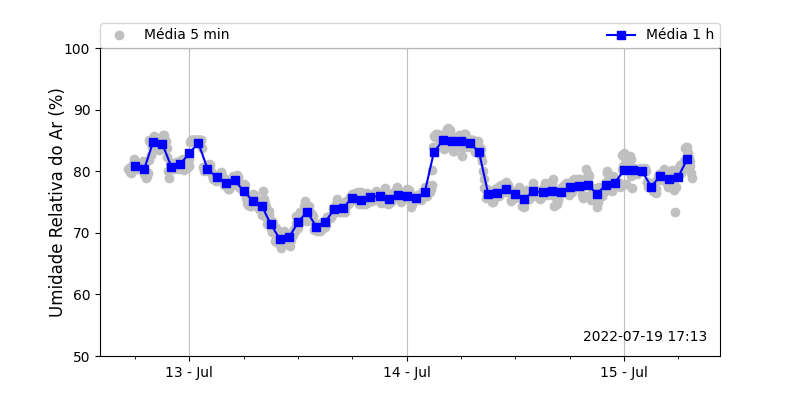 Média 5 min Média 1 h
100
90
80
70
60
50
Umidade Relativa do Ar (%)
2022-07-19 17:13
13 - Jul 14 - Jul 15 - Jul